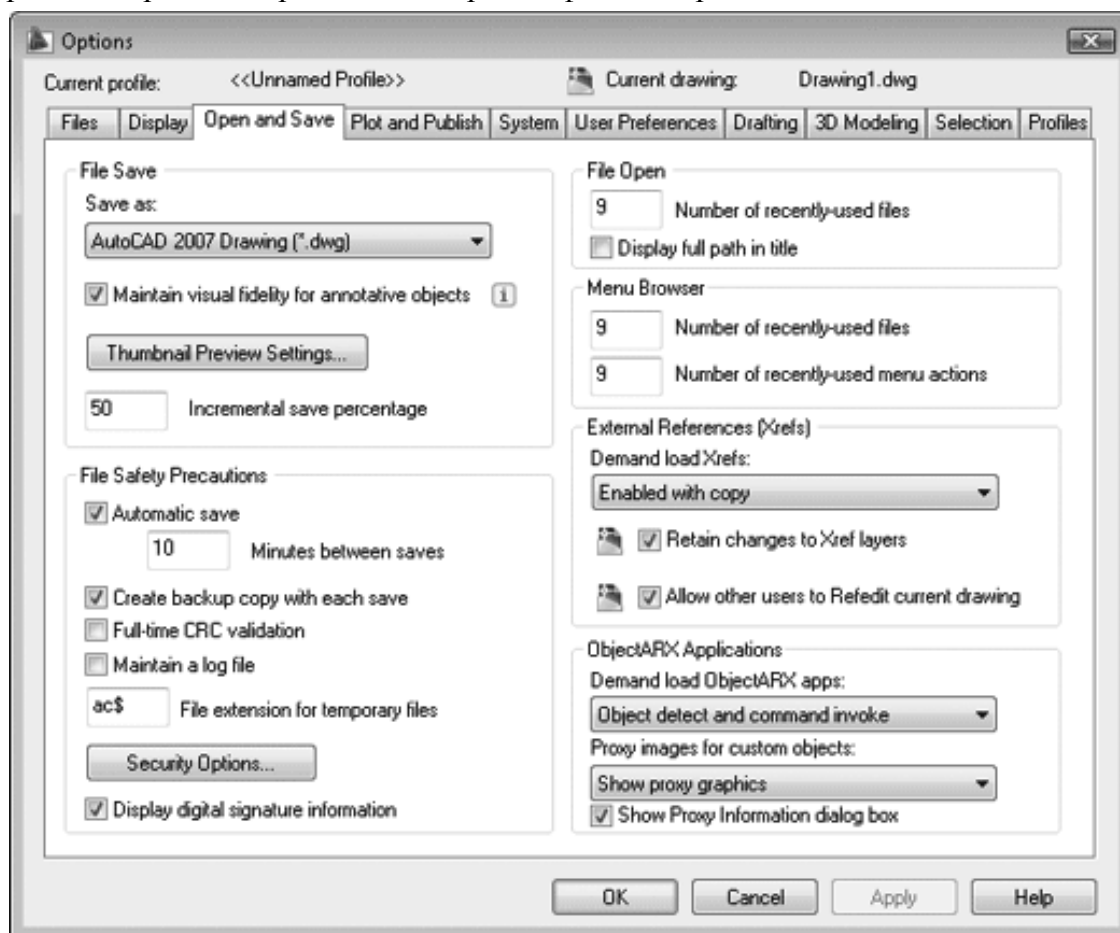 Options
Current profile: <<Unnamed Profile>> Current drawing: Drawing1.dwg
Files Display Open and Save Plot and Publish System User Preferences Drafting 3D Modeling Selection Profiles
File Save
Save as:
AutoCAD 2007 Drawing (*.dwg)
Maintain visual fidelity for annotative objects i
Thumbnail Preview Settings...
50 Incremental save percentage
File Safety Precautions
Automatic save
10 Minutes between saves
Create backup copy with each save
Full-time CRC validation
Maintain a log file
ac$ File extension for temporary files
Security Options...
Display digital signature information
File Open
9 Number of recently-used files
Display full path in title
Menu Browser
9 Number of recently-used files
9 Number of recently-used menu actions
External References (Xrefs)
Demand load Xrefs:
Enabled with copy
Retain changes to Xref layers
Allow other users to Refedit current drawing
ObjectARX Applications
Demand load ObjectARX apps:
Object detect and command invoke
Proxy images for custom objects:
Show proxy graphics
Show Proxy Information dialog box
OK Cancel Apply Help